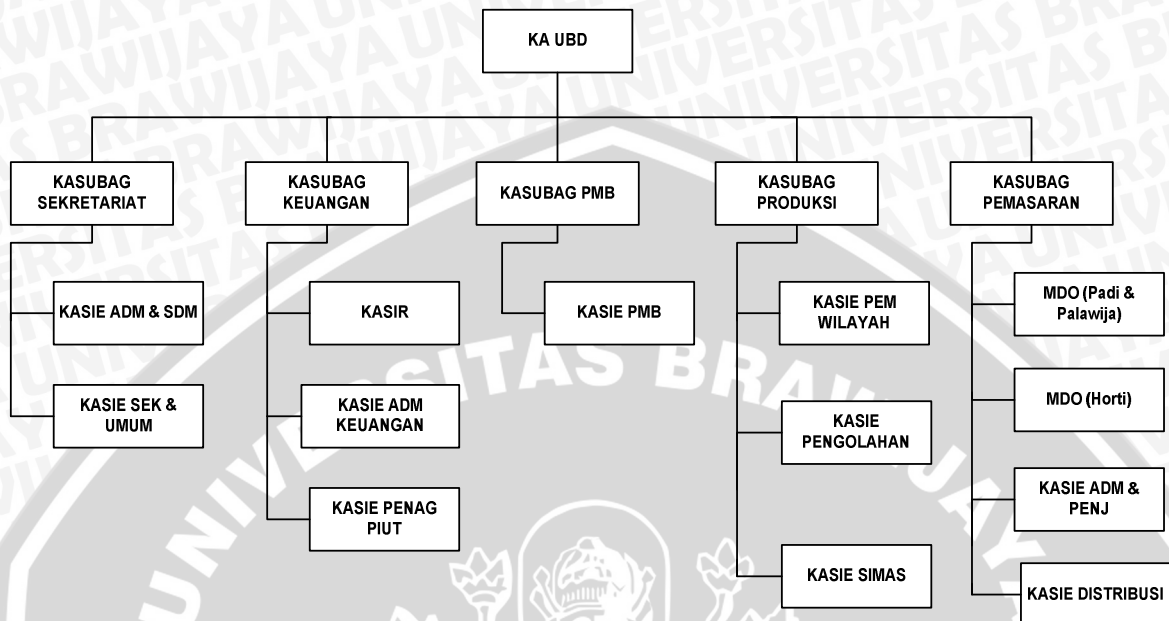 KA UBD
KASUBAG
SEKRETARIAT
KASUBAG
KEUANGAN
KASUBAG PMB
KASUBAG
PRODUKSI
KASUBAG
PEMASARAN
KASIE ADM & SDM
KASIE SEK &
UMUM
KASIR
KASIE ADM
KEUANGAN
KASIE PENAG
PIUT
KASIE PMB
KASIE PEM
WILAYAH
KASIE
PENGOLAHAN
KASIE SIMAS
MDO (Padi &
Palawija)
MDO (Horti)
KASIE ADM &
PENJ
KASIE DISTRIBUSI
UNIVERSITAS BRAWIJAYA